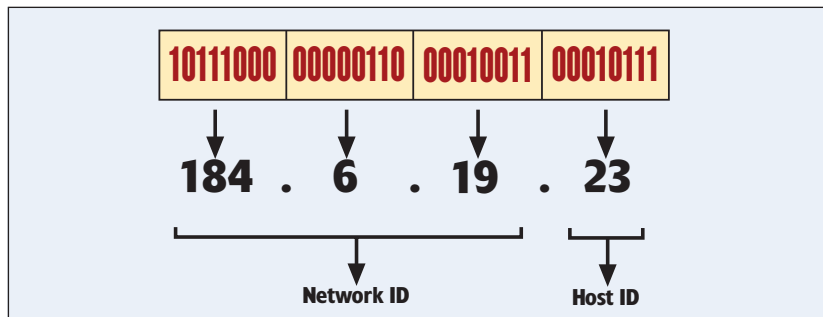 10111000 00000110 00010011 00010111
184 . 6 . 19 . 23
Network ID Host ID